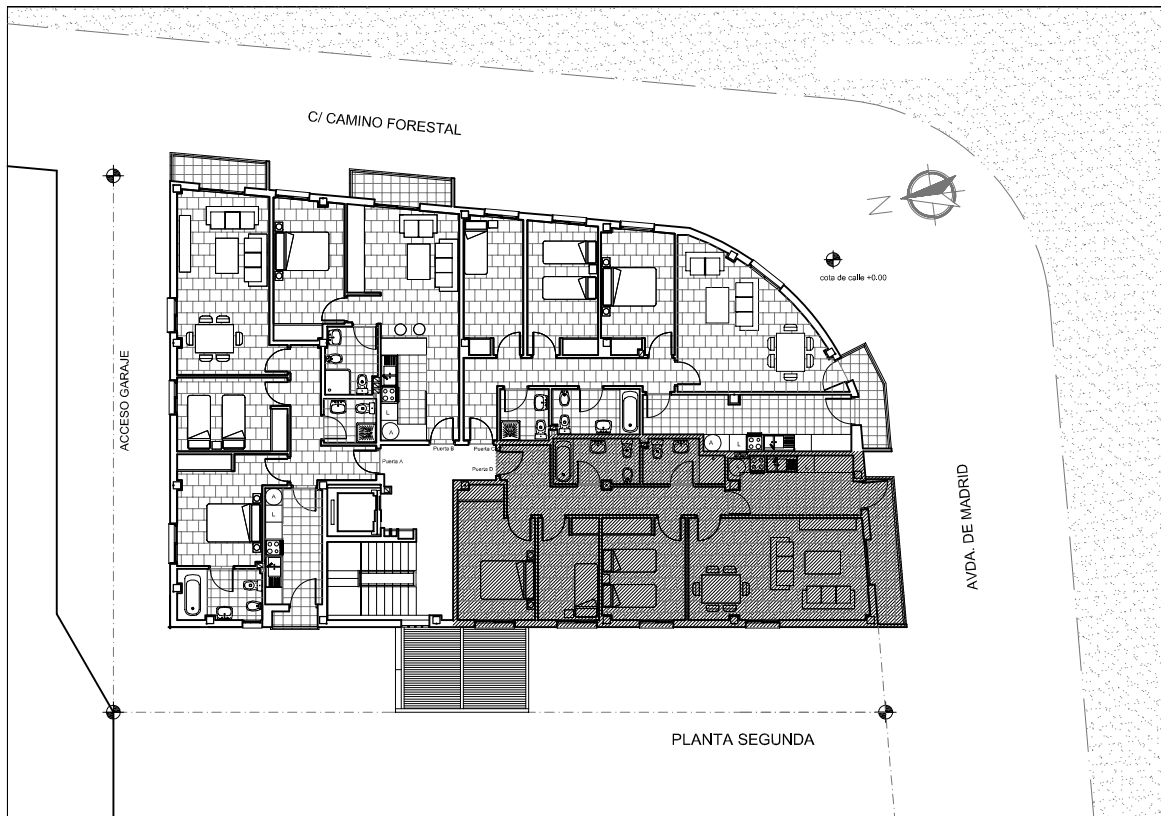 C/ CAMINO FORESTAL
N
cota de calle +0.00
ACCESO GARAJE
A
L
A
L
Puerta A
Puerta B
Puerta C
Puerta D
A
L
AVDA. DE MADRID
PLANTA SEGUNDA